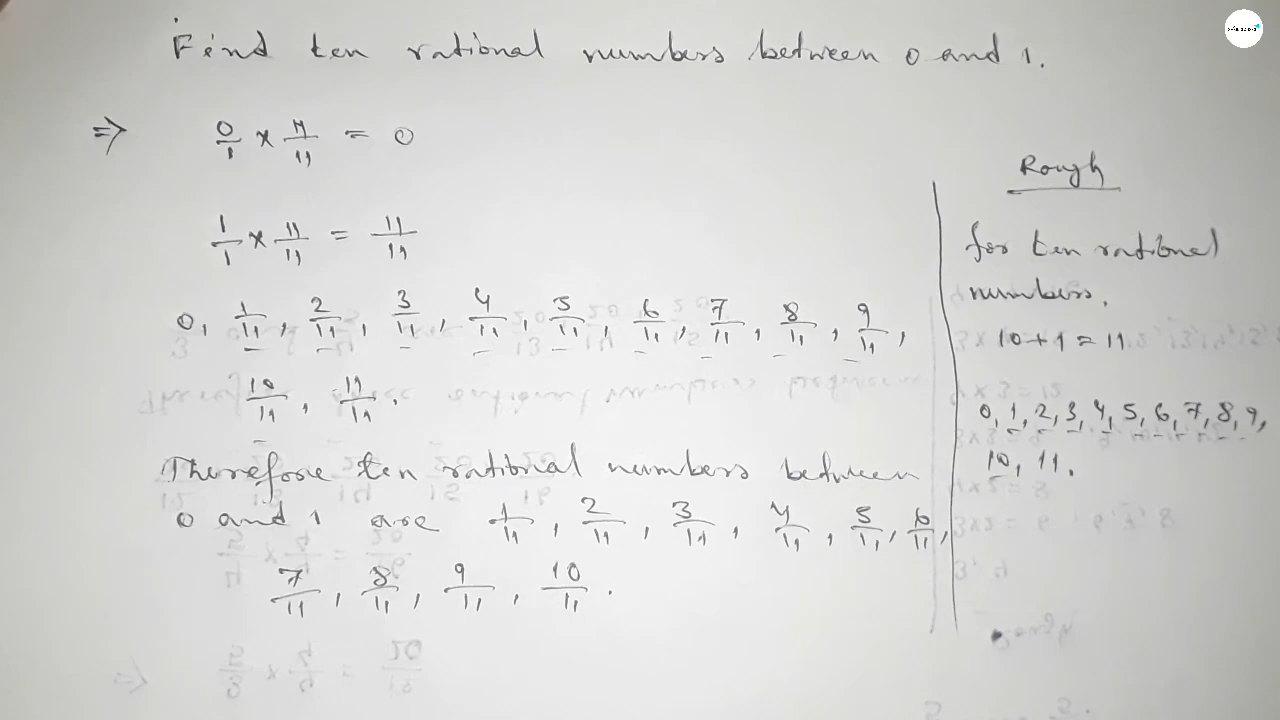 Find ten rational numbers between 0 and 1.
⇒ 0/1 × 11/11 = 0
1/1 × 11/11 = 11/11
0, 1/11, 2/11, 3/11, 4/11, 5/11, 6/11, 7/11, 8/11, 9/11,
10/11, 11/11.
Therefore ten rational numbers between
0 and 1 are 1/11, 2/11, 3/11, 4/11, 5/11, 6/11,
7/11, 8/11, 9/11, 10/11.
Rough
for ten rational
numbers.
10+1=11
0, 1, 2, 3, 4, 5, 6, 7, 8, 9,
10, 11.